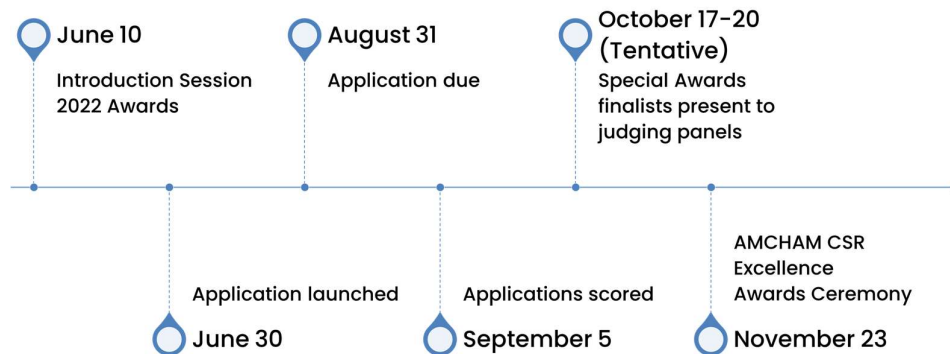 June 10
Introduction Session
2022 Awards
August 31
Application due
October 17-20
(Tentative)
Special Awards
finalists present to
judging panels
Application launched
June 30
Applications scored
September 5
AMCHAM CSR
Excellence
Awards Ceremony
November 23